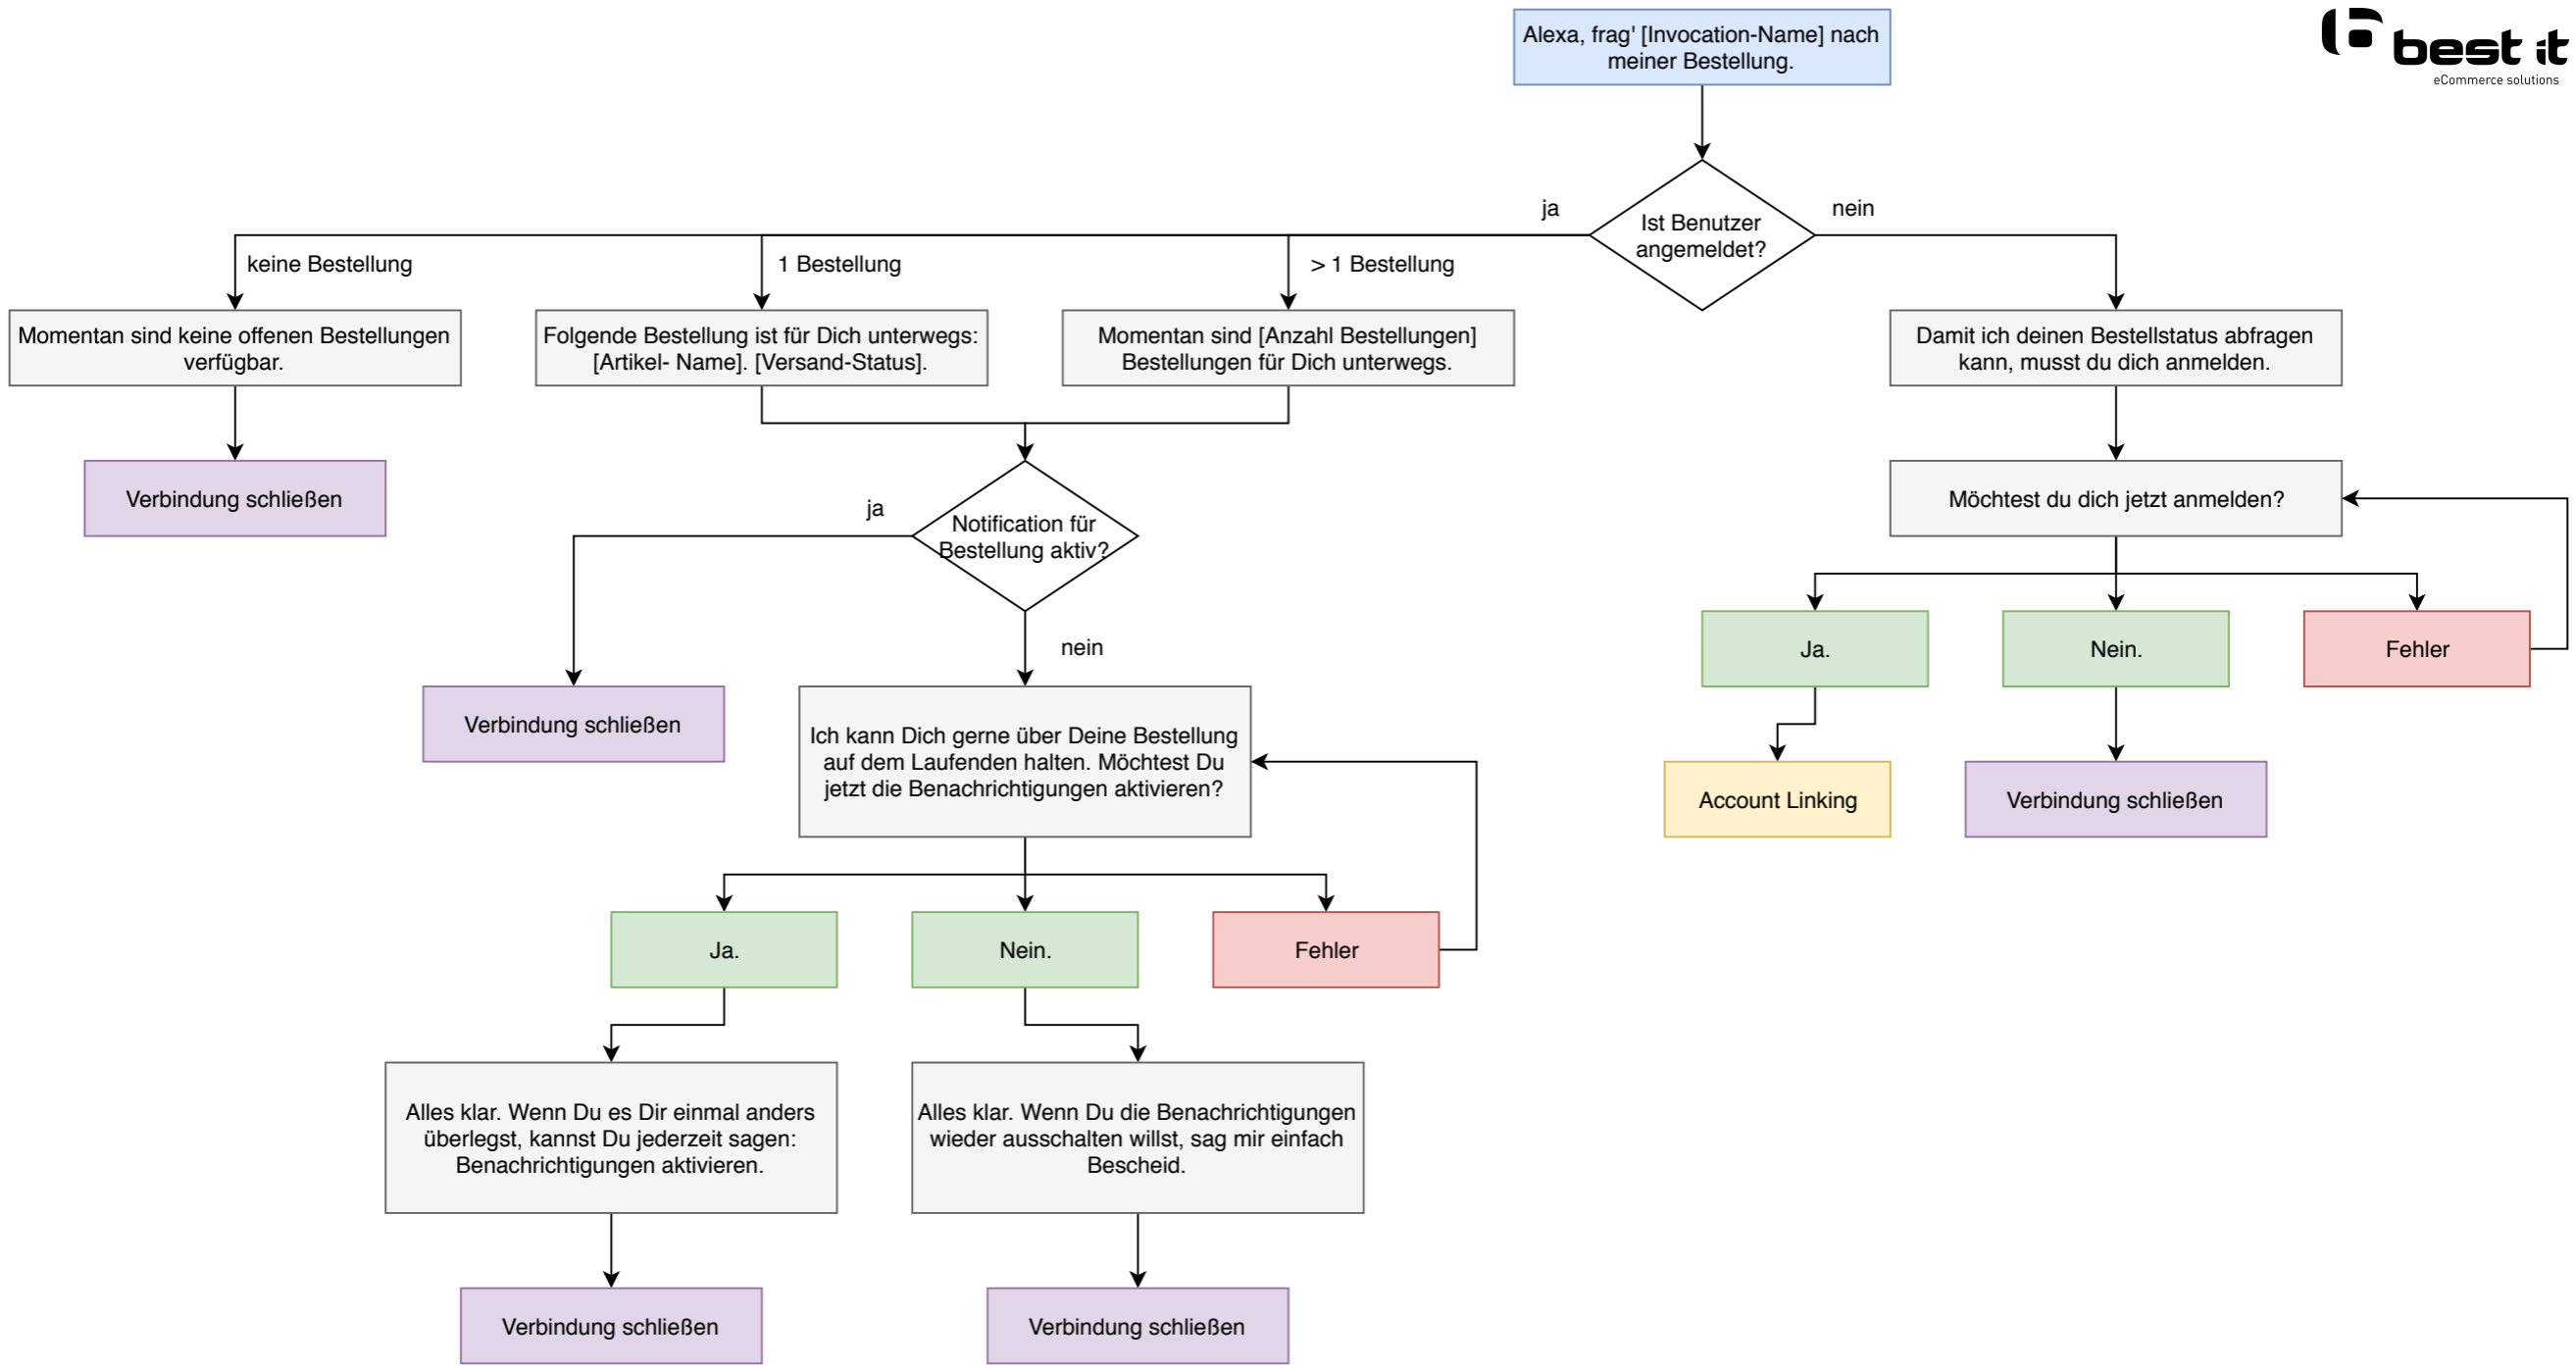 Alexa, frag' [Invocation-Name] nach
meiner Bestellung.
best it
eCommerce solutions
ja
Ist Benutzer
angemeldet?
nein
keine Bestellung
1 Bestellung
> 1 Bestellung
Momentan sind keine offenen Bestellungen
verfügbar.
Folgende Bestellung ist für Dich unterwegs:
[Artikel- Name]. [Versand-Status].
Momentan sind [Anzahl Bestellungen]
Bestellungen für Dich unterwegs.
Damit ich deinen Bestellstatus abfragen
kann, musst du dich anmelden.
Verbindung schließen
ja
Notification für
Bestellung aktiv?
Möchtest du dich jetzt anmelden?
nein
Ja.
Nein.
Fehler
Verbindung schließen
Ich kann Dich gerne über Deine Bestellung
auf dem Laufenden halten. Möchtest Du
jetzt die Benachrichtigungen aktivieren?
Account Linking
Verbindung schließen
Ja.
Nein.
Fehler
Alles klar. Wenn Du es Dir einmal anders
überlegst, kannst Du jederzeit sagen:
Benachrichtigungen aktivieren.
Alles klar. Wenn Du die Benachrichtigungen
wieder ausschalten willst, sag mir einfach
Bescheid.
Verbindung schließen
Verbindung schließen